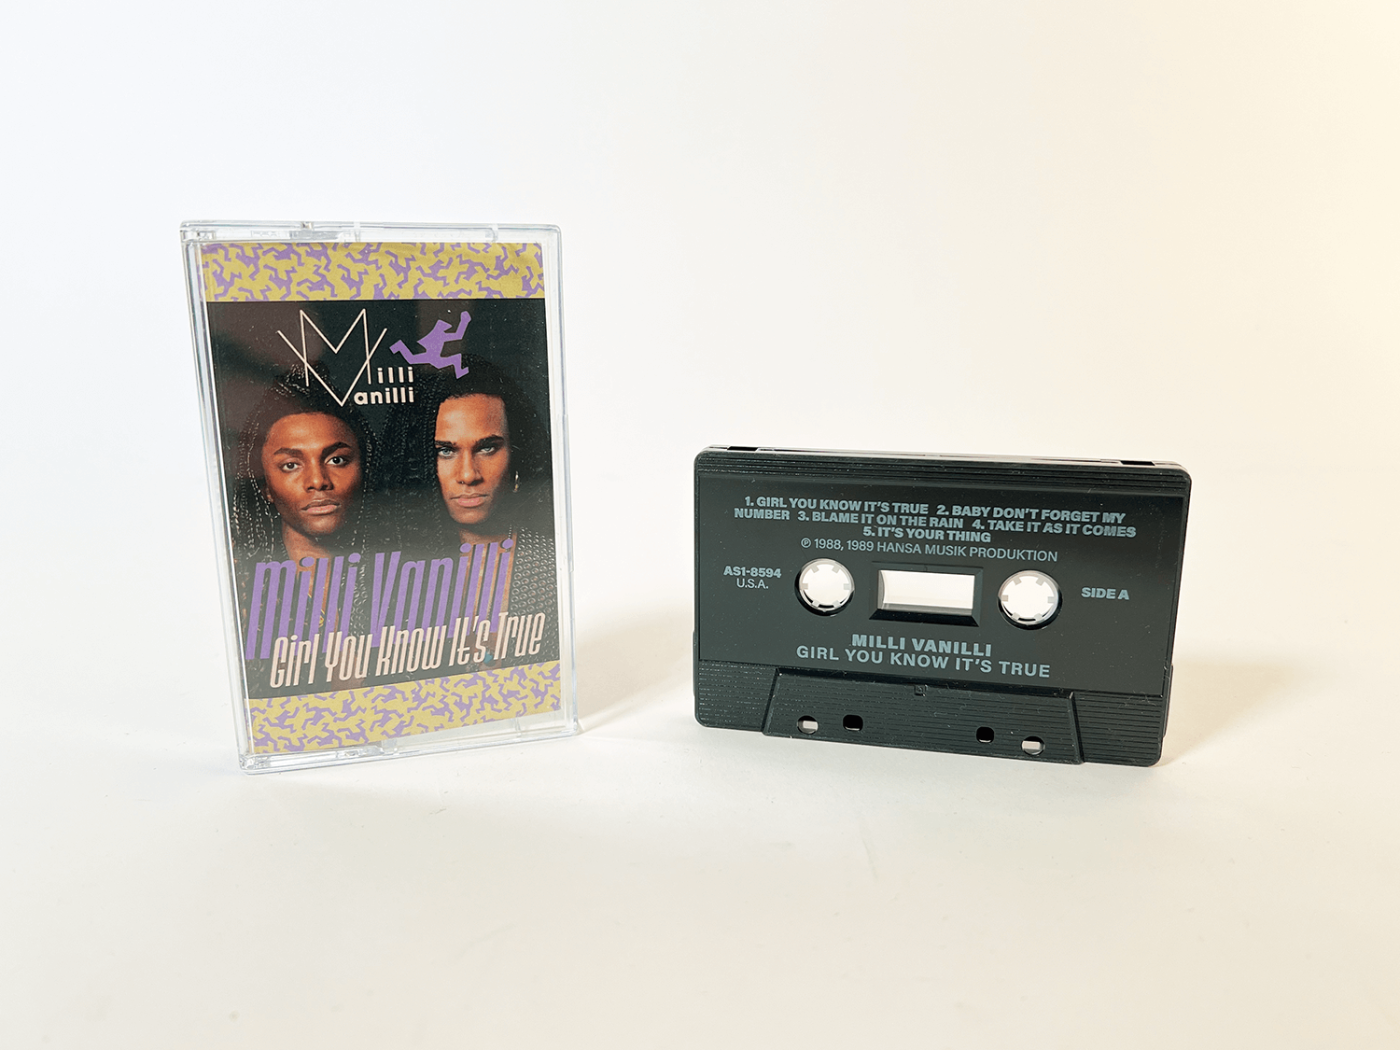 Milli
Vanilli
Milli Vanilli
Girl You Know It's True
1. GIRL YOU KNOW IT'S TRUE 2. BABY DON'T FORGET MY
NUMBER 3. BLAME IT ON THE RAIN 4. TAKE IT AS IT COMES
5. IT'S YOUR THING
℗ 1988, 1989 HANSA MUSIK PRODUKTION
AS1-8594
U.S.A.
SIDE A
MILLI VANILLI
GIRL YOU KNOW IT'S TRUE